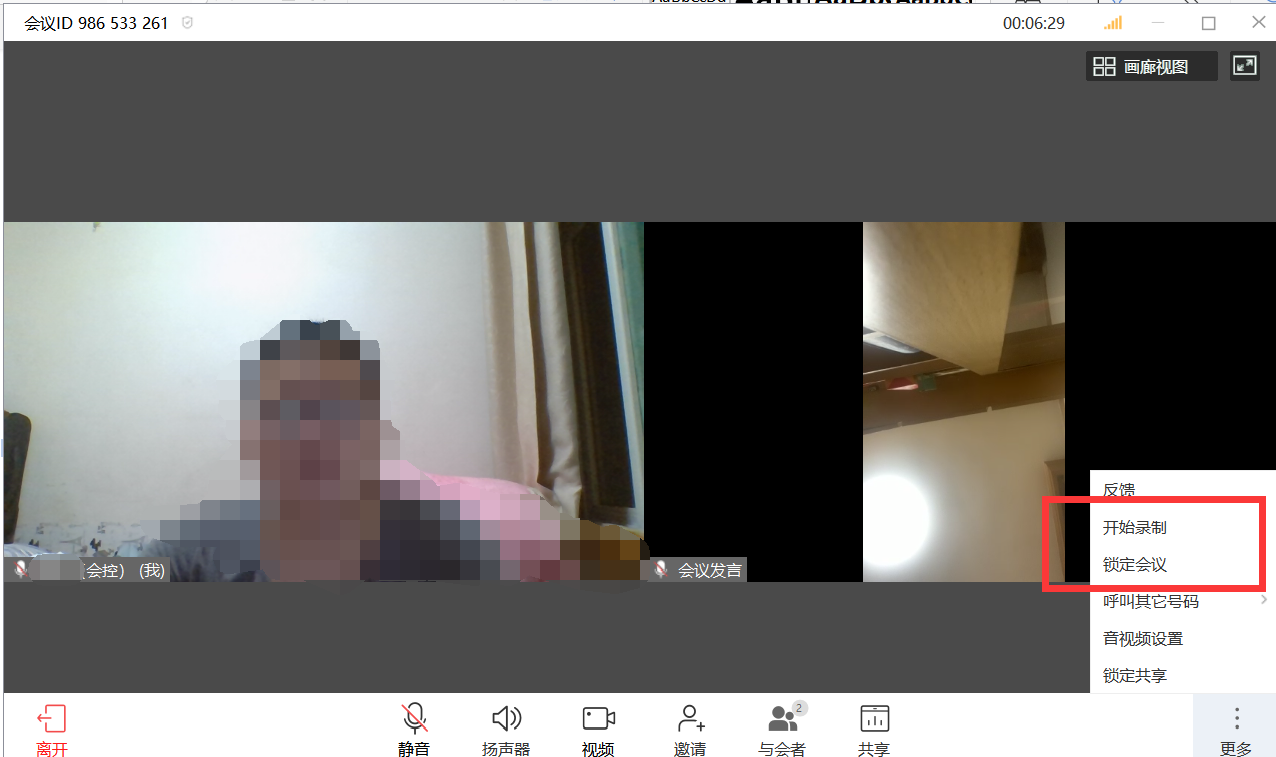 会议ID 986 533 261
00:06:29
画廊视图
(会控) (我)
会议发言
反馈
开始录制
锁定会议
呼叫其它号码
音视频设置
锁定共享
离开
静音
扬声器
视频
邀请
2
与会者
共享
更多